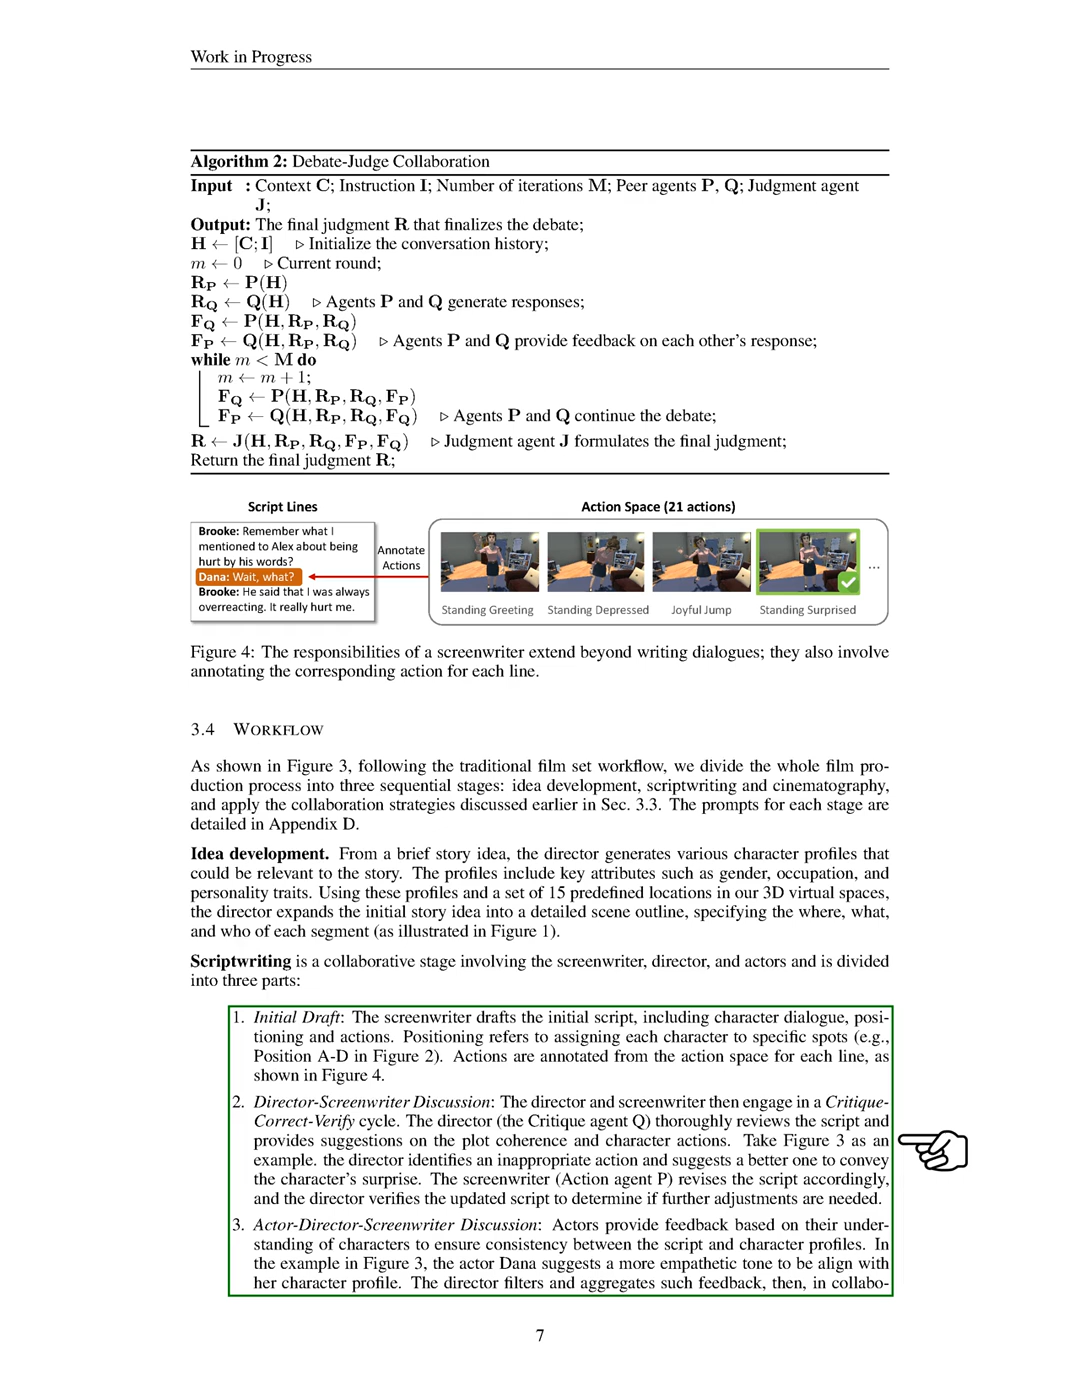 Work in Progress
Algorithm 2: Debate-Judge Collaboration
Input : Context C; Instruction I; Number of iterations M; Peer agents P, Q; Judgment agent
J;
Output: The final judgment R that finalizes the debate;
H ← [C; I] ▷ Initialize the conversation history;
m ← 0 ▷ Current round;
R_P ← P(H)
R_Q ← Q(H) ▷ Agents P and Q generate responses;
F_Q ← P(H, R_P, R_Q)
F_P ← Q(H, R_P, R_Q) ▷ Agents P and Q provide feedback on each other's response;
while m < M do
m ← m + 1;
F_Q ← P(H, R_P, R_Q, F_P)
F_P ← Q(H, R_P, R_Q, F_Q) ▷ Agents P and Q continue the debate;
R ← J(H, R_P, R_Q, F_P, F_Q) ▷ Judgment agent J formulates the final judgment;
Return the final judgment R;
Script Lines
Brooke: Remember what I
mentioned to Alex about being
hurt by his words?
Dana: Wait, what?
Brooke: He said that I was always
overreacting. It really hurt me.
Annotate
Actions
Action Space (21 actions)
Standing Greeting Standing Depressed Joyful Jump Standing Surprised ...
Figure 4: The responsibilities of a screenwriter extend beyond writing dialogues; they also involve
annotating the corresponding action for each line.
3.4 WORKFLOW
As shown in Figure 3, following the traditional film set workflow, we divide the whole film pro-
duction process into three sequential stages: idea development, scriptwriting and cinematography,
and apply the collaboration strategies discussed earlier in Sec. 3.3. The prompts for each stage are
detailed in Appendix D.
Idea development. From a brief story idea, the director generates various character profiles that
could be relevant to the story. The profiles include key attributes such as gender, occupation, and
personality traits. Using these profiles and a set of 15 predefined locations in our 3D virtual spaces,
the director expands the initial story idea into a detailed scene outline, specifying the where, what,
and who of each segment (as illustrated in Figure 1).
Scriptwriting is a collaborative stage involving the screenwriter, director, and actors and is divided
into three parts:
1. Initial Draft: The screenwriter drafts the initial script, including character dialogue, posi-
tioning and actions. Positioning refers to assigning each character to specific spots (e.g.,
Position A-D in Figure 2). Actions are annotated from the action space for each line, as
shown in Figure 4.
2. Director-Screenwriter Discussion: The director and screenwriter then engage in a Critique-
Correct-Verify cycle. The director (the Critique agent Q) thoroughly reviews the script and
provides suggestions on the plot coherence and character actions. Take Figure 3 as an
example. the director identifies an inappropriate action and suggests a better one to convey
the character's surprise. The screenwriter (Action agent P) revises the script accordingly,
and the director verifies the updated script to determine if further adjustments are needed.
3. Actor-Director-Screenwriter Discussion: Actors provide feedback based on their under-
standing of characters to ensure consistency between the script and character profiles. In
the example in Figure 3, the actor Dana suggests a more empathetic tone to be align with
her character profile. The director filters and aggregates such feedback, then, in collabo-
7